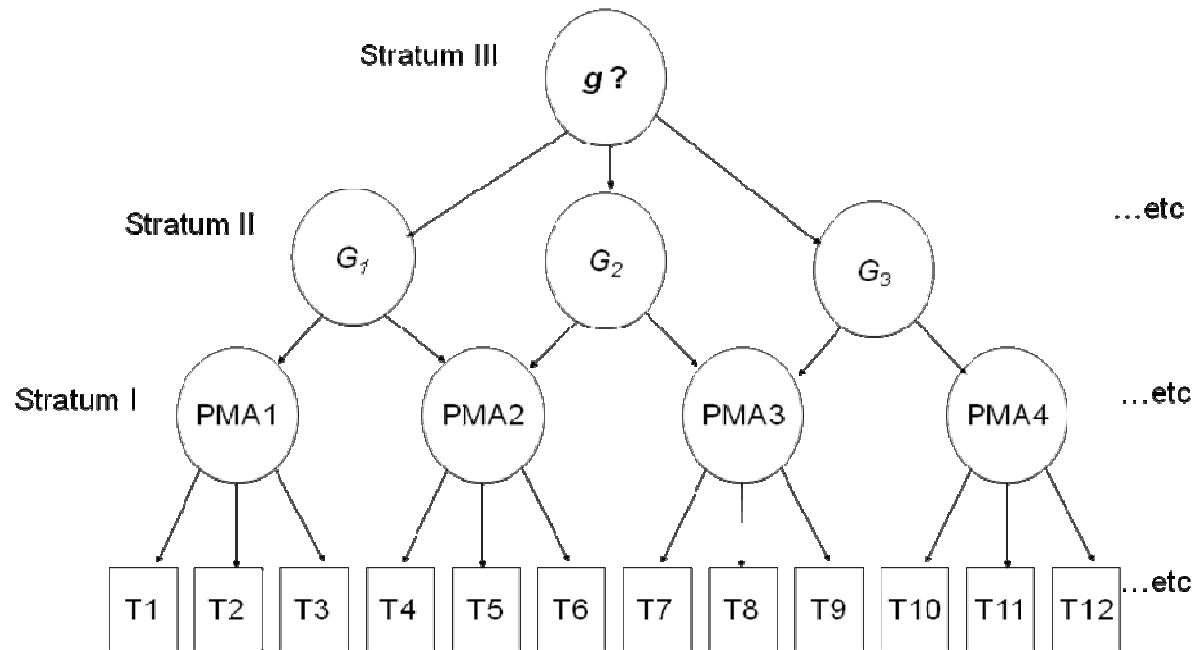 Stratum III
g ?
Stratum II
G1
G2
G3
...etc
Stratum I
PMA1
PMA2
PMA3
PMA4
...etc
T1
T2
T3
T4
T5
T6
T7
T8
T9
T10
T11
T12
...etc